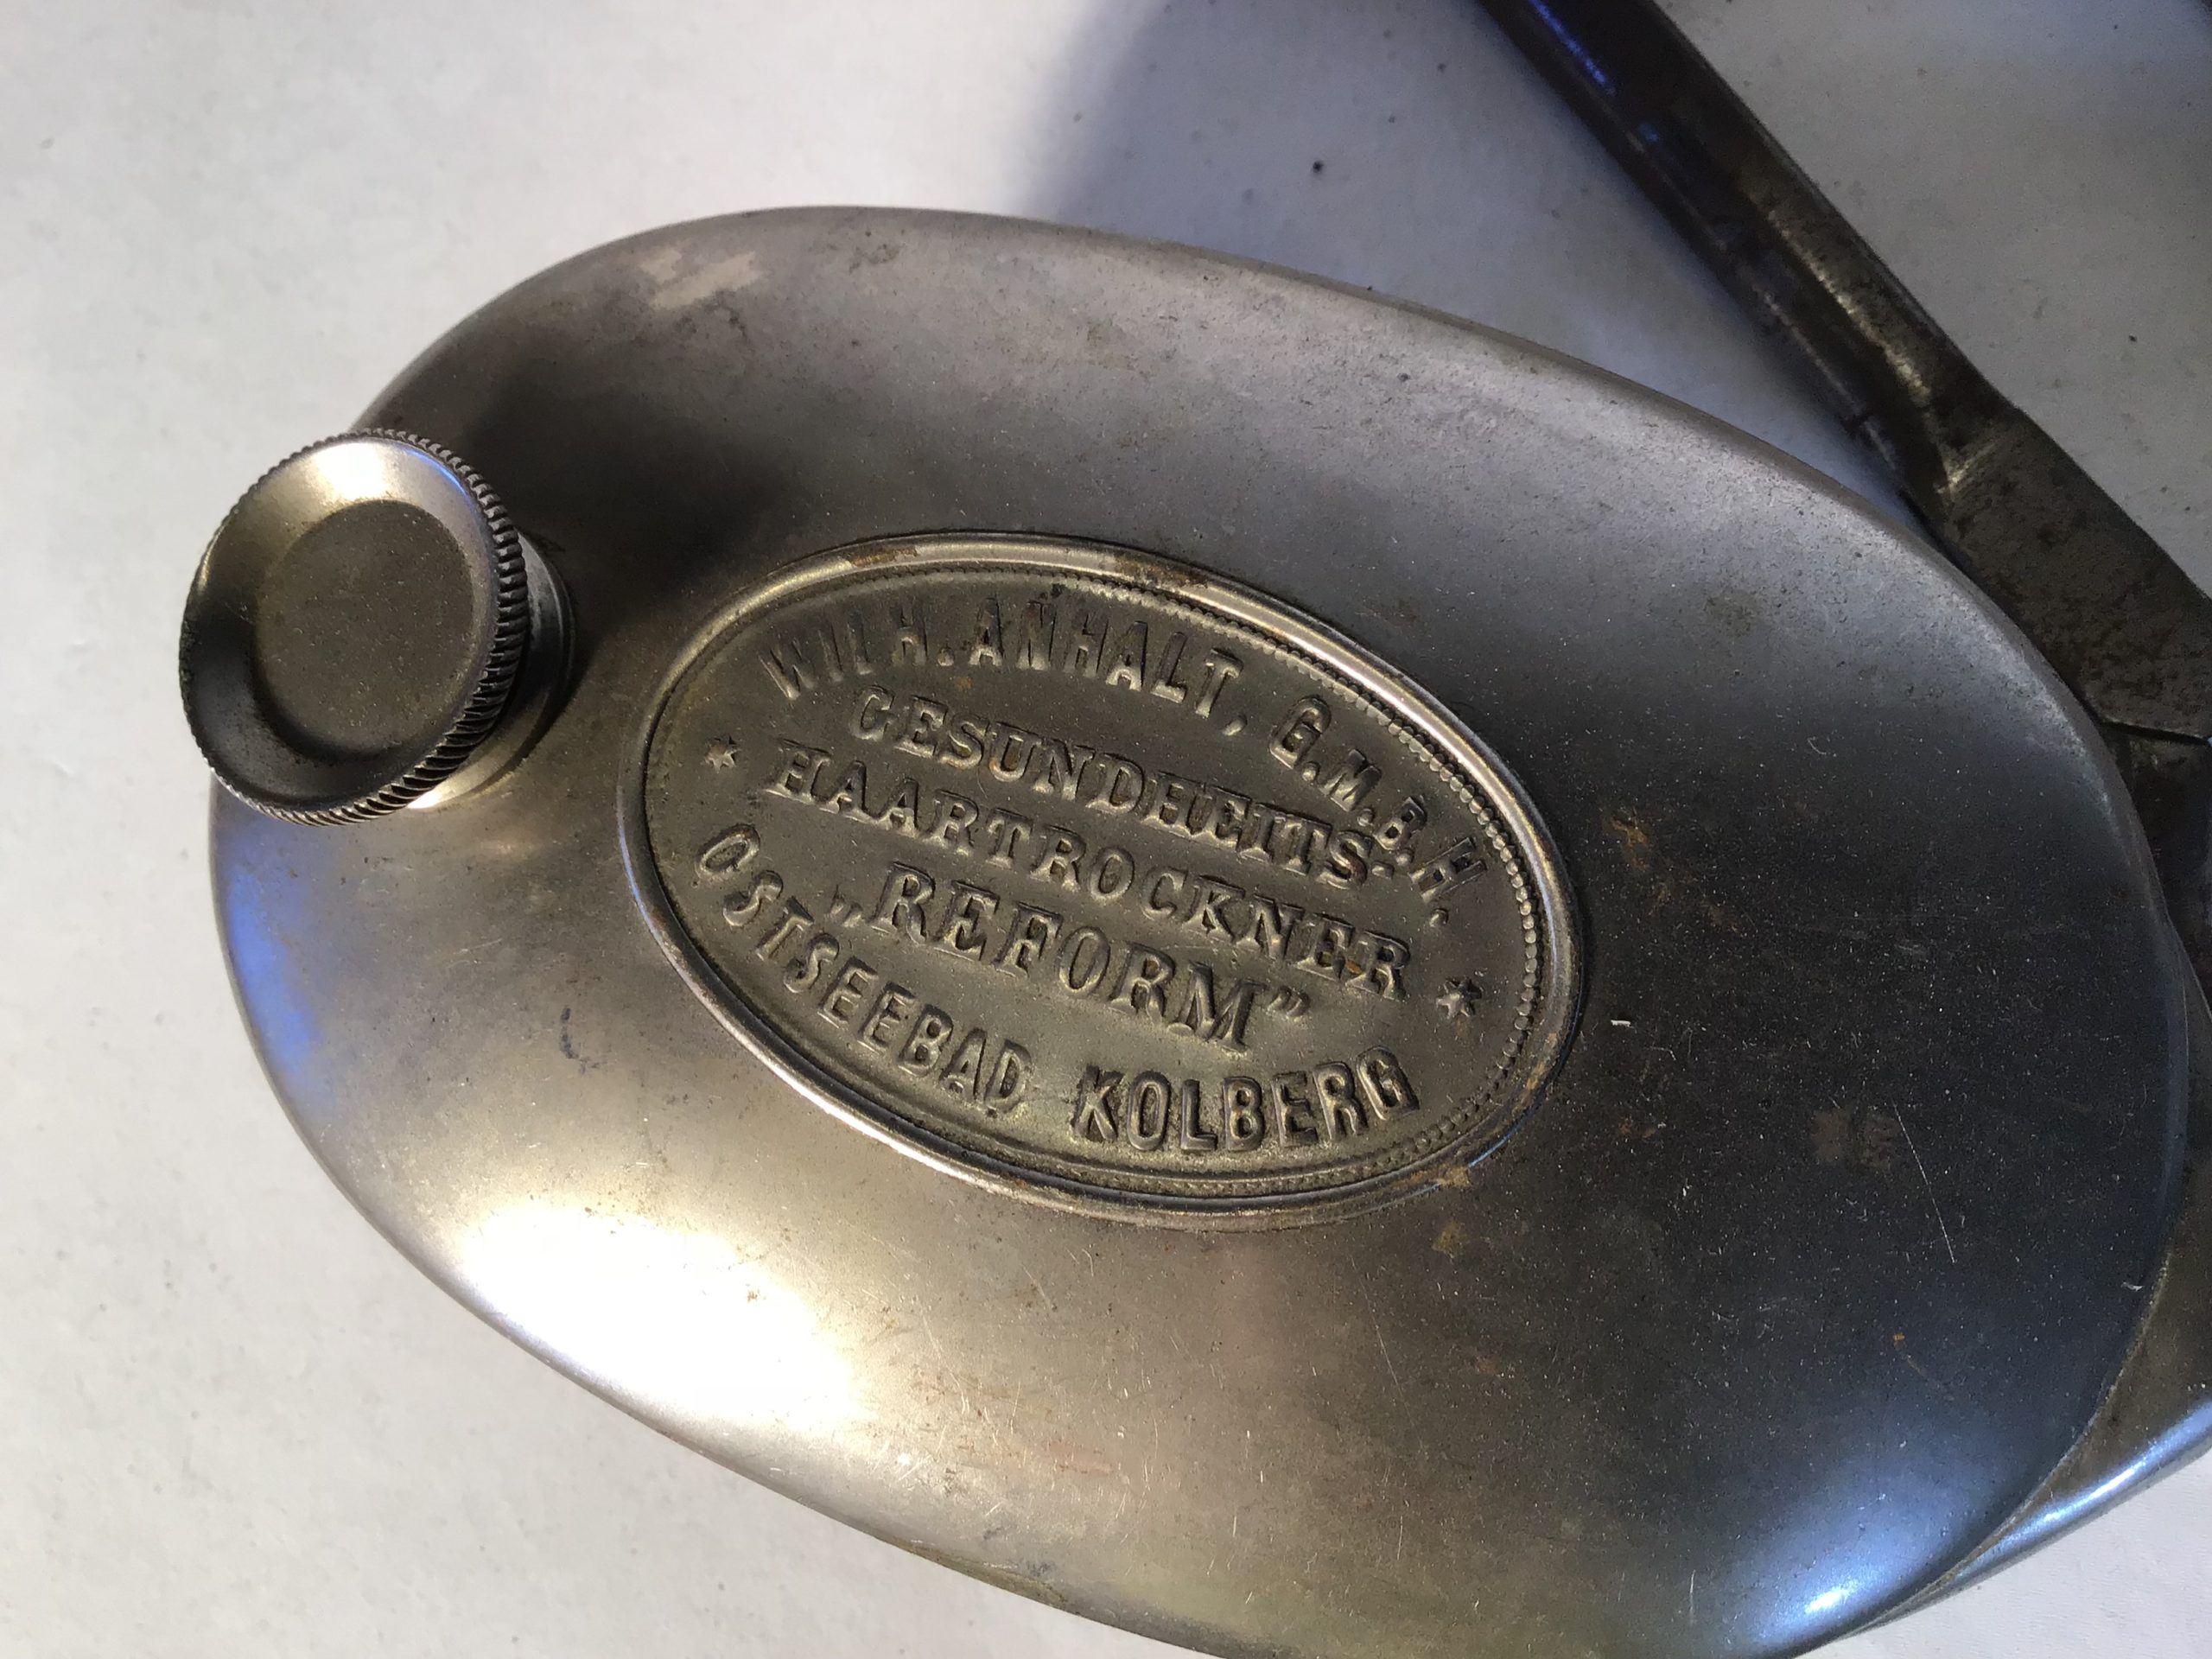 WILH. ANHALT, G.M.B.H.
GESUNDHEITS-
★ HAARTROCKNER ★
„REFORM”
OSTSEEBAD KOLBERG